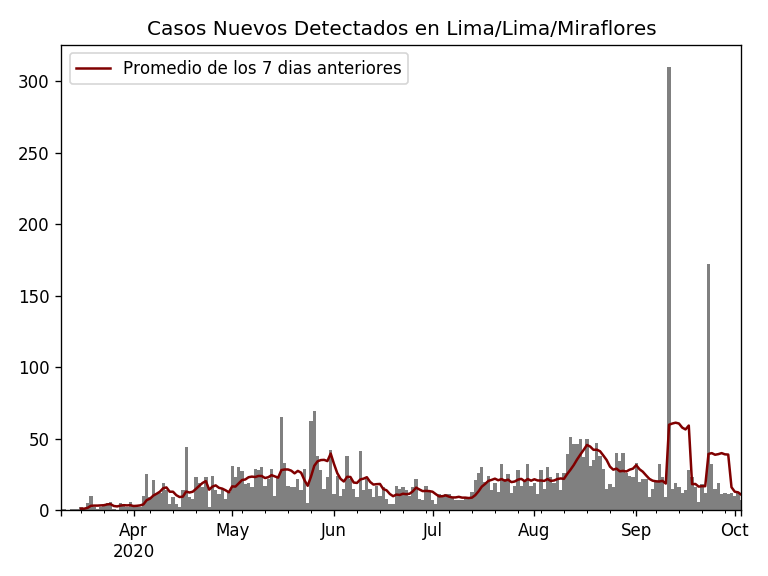 Casos Nuevos Detectados en Lima/Lima/Miraflores
Promedio de los 7 dias anteriores
300
250
200
150
100
50
0
Apr May Jun Jul Aug Sep Oct
2020